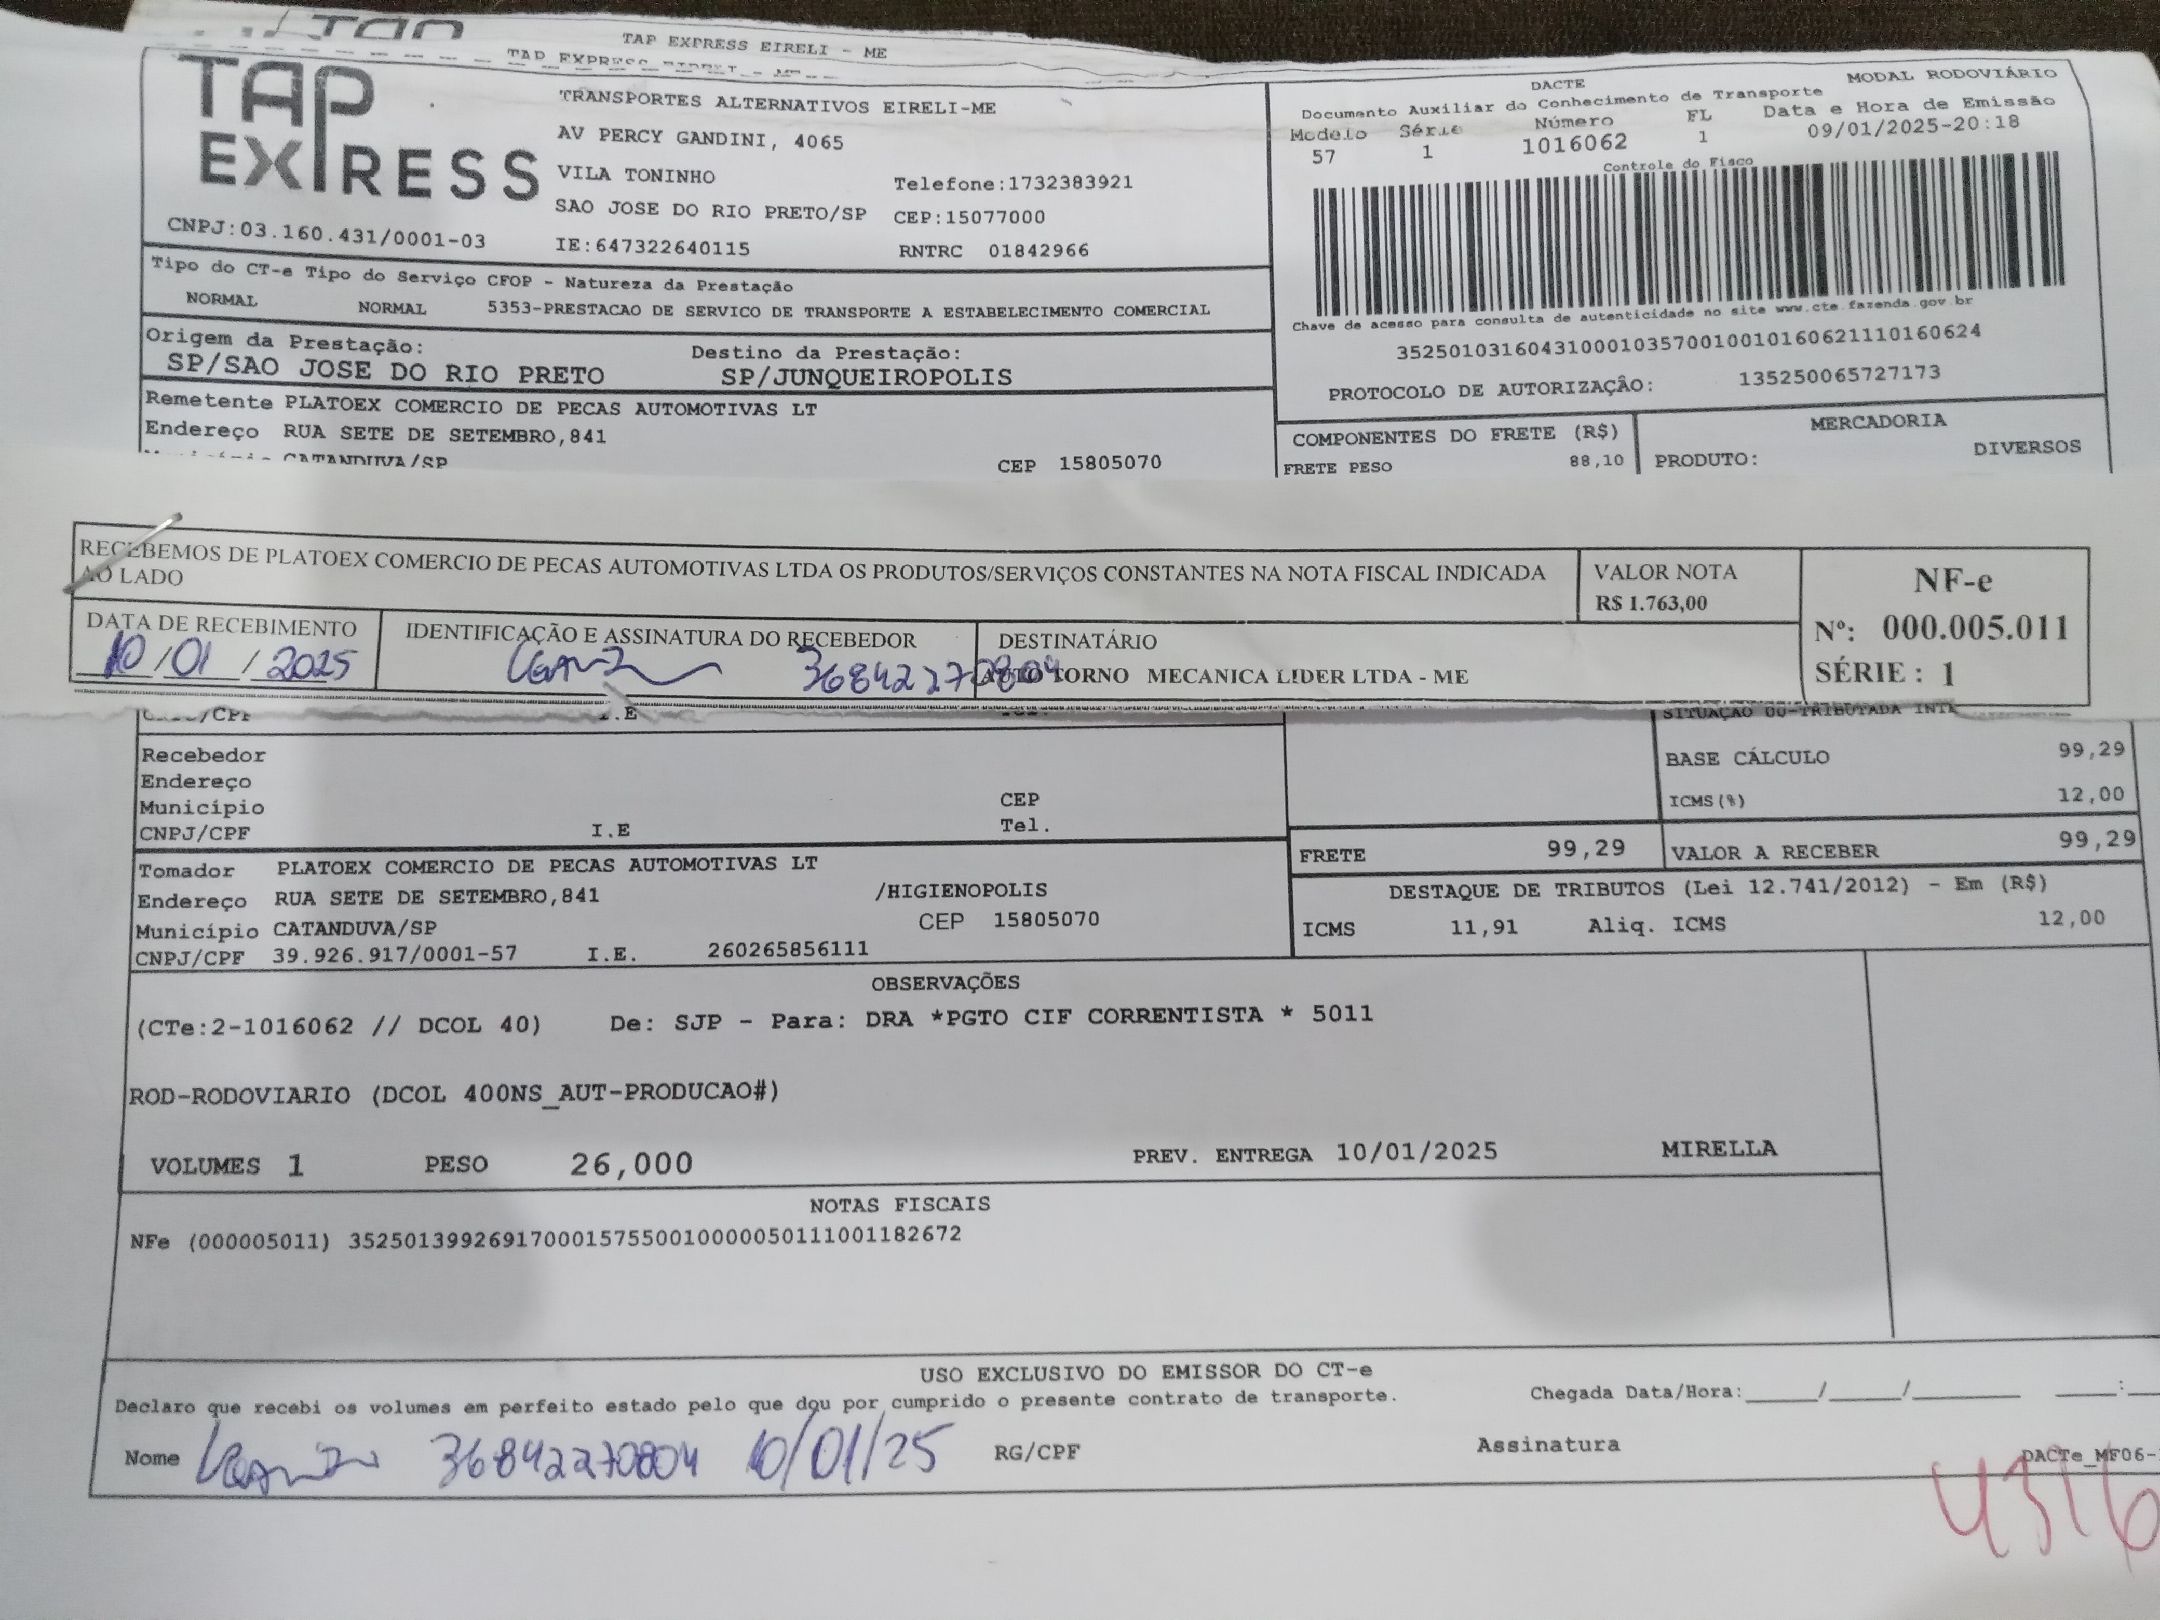 TAP EXPRESS EIRELI - ME
TAP EXPRESS
TAP EXPRESS
TRANSPORTES ALTERNATIVOS EIRELI-ME
AV PERCY GANDINI, 4065
VILA TONINHO Telefone:1732383921
SAO JOSE DO RIO PRETO/SP CEP:15077000
CNPJ:03.160.431/0001-03 IE:647322640115 RNTRC 01842966
DACTE MODAL RODOVIÁRIO
Documento Auxiliar do Conhecimento de Transporte
Modelo Série Número FL Data e Hora de Emissão
57 1 1016062 1 09/01/2025-20:18
Controle do Fisco
Chave de acesso para consulta de autenticidade no site www.cte.fazenda.gov.br
35250103160431000103570010010160621110160624
PROTOCOLO DE AUTORIZAÇÃO: 135250065727173
Tipo do CT-e Tipo do Serviço CFOP - Natureza da Prestação
NORMAL NORMAL 5353-PRESTACAO DE SERVICO DE TRANSPORTE A ESTABELECIMENTO COMERCIAL
Origem da Prestação: Destino da Prestação:
SP/SAO JOSE DO RIO PRETO SP/JUNQUEIROPOLIS
Remetente PLATOEX COMERCIO DE PECAS AUTOMOTIVAS LT
Endereço RUA SETE DE SETEMBRO,841
CATANDUVA/SP CEP 15805070
COMPONENTES DO FRETE (R$) MERCADORIA
FRETE PESO 88,10 PRODUTO: DIVERSOS
RECEBEMOS DE PLATOEX COMERCIO DE PECAS AUTOMOTIVAS LTDA OS PRODUTOS/SERVIÇOS CONSTANTES NA NOTA FISCAL INDICADA
AO LADO
VALOR NOTA
R$ 1.763,00
NF-e
Nº: 000.005.011
SÉRIE : 1
DATA DE RECEBIMENTO IDENTIFICAÇÃO E ASSINATURA DO RECEBEDOR DESTINATÁRIO
10/01/2025 36842270804 TORNO MECANICA LIDER LTDA - ME
/CPF I.E
SITUAÇÃO
Recebedor
Endereço
Município CEP
CNPJ/CPF I.E Tel.
BASE CÁLCULO 99,29
ICMS(%) 12,00
FRETE 99,29 VALOR A RECEBER 99,29
Tomador PLATOEX COMERCIO DE PECAS AUTOMOTIVAS LT
Endereço RUA SETE DE SETEMBRO,841 /HIGIENOPOLIS
Município CATANDUVA/SP CEP 15805070
CNPJ/CPF 39.926.917/0001-57 I.E. 260265856111
DESTAQUE DE TRIBUTOS (Lei 12.741/2012) - Em (R$)
ICMS 11,91 Aliq. ICMS 12,00
OBSERVAÇÕES
(CTe:2-1016062 // DCOL 40) De: SJP - Para: DRA *PGTO CIF CORRENTISTA * 5011
ROD-RODOVIARIO (DCOL 400NS_AUT-PRODUCAO#)
VOLUMES 1 PESO 26,000 PREV. ENTREGA 10/01/2025 MIRELLA
NOTAS FISCAIS
NFe (000005011) 35250139926917000157550010000050111001182672
USO EXCLUSIVO DO EMISSOR DO CT-e
Declaro que recebi os volumes em perfeito estado pelo que dou por cumprido o presente contrato de transporte. Chegada Data/Hora:____/____/______ ___:__
Nome 36842270804 10/01/25 RG/CPF Assinatura
DACTe_MF06-
4316